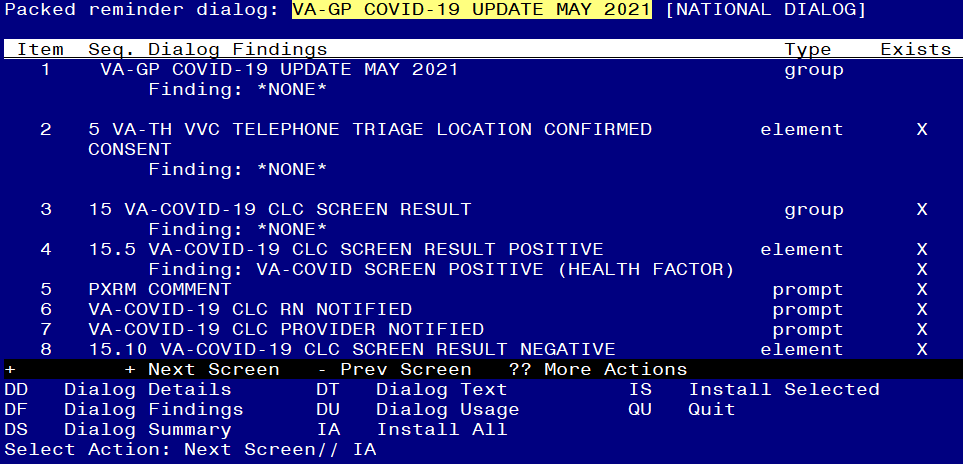 Packed reminder dialog: VA-GP COVID-19 UPDATE MAY 2021 [NATIONAL DIALOG]
Item  Seq. Dialog Findings  Type  Exists
1  VA-GP COVID-19 UPDATE MAY 2021  group
Finding: *NONE*
2  5 VA-TH VVC TELEPHONE TRIAGE LOCATION CONFIRMED  element  X
CONSENT
Finding: *NONE*
3  15 VA-COVID-19 CLC SCREEN RESULT  group  X
Finding: *NONE*
4  15.5 VA-COVID-19 CLC SCREEN RESULT POSITIVE  element  X
Finding: VA-COVID SCREEN POSITIVE (HEALTH FACTOR)  X
5  PXRM COMMENT  prompt  X
6  VA-COVID-19 CLC RN NOTIFIED  prompt  X
7  VA-COVID-19 CLC PROVIDER NOTIFIED  prompt  X
8  15.10 VA-COVID-19 CLC SCREEN RESULT NEGATIVE  element  X
+  + Next Screen  - Prev Screen  ?? More Actions
DD  Dialog Details  DT  Dialog Text  IS  Install Selected
DF  Dialog Findings  DU  Dialog Usage  QU  Quit
DS  Dialog Summary  IA  Install All
Select Action: Next Screen// IA